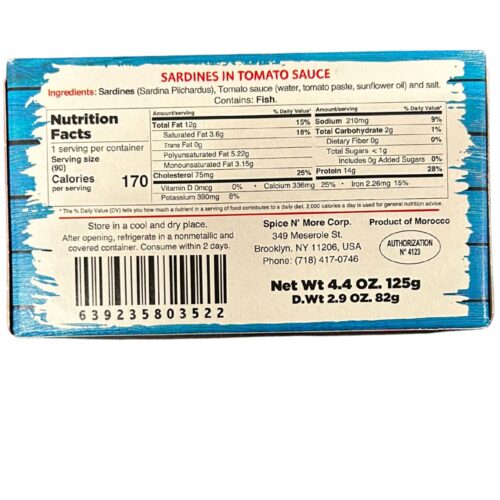 SARDINES IN TOMATO SAUCE
Ingredients: Sardines (Sardina Pilchardus), Tomato sauce (water, tomato paste, sunflower oil) and salt.
Contains: Fish.
Nutrition
Facts
1 serving per container
Serving size
(90)
Calories
per serving
170
Amount/serving % Daily Value*
Total Fat 12g 15%
Saturated Fat 3.6g 18%
Trans Fat 0g
Polyunsaturated Fat 5.22g
Monounsaturated Fat 3.15g
Cholesterol 75mg 25%
Amount/serving % Daily Value*
Sodium 210mg 9%
Total Carbohydrate 2g 1%
Dietary Fiber 0g 0%
Total Sugars <1g
Includes 0g Added Sugars 0%
Protein 14g 28%
Vitamin D 0mcg 0% • Calcium 336mg 25% • Iron 2.26mg 15%
Potassium 390mg 8%
* The % Daily Value (DV) tells you how much a nutrient in a serving of food contributes to a daily diet. 2,000 calories a day is used for general nutrition advice.
Store in a cool and dry place.
After opening, refrigerate in a nonmetallic and
covered container. Consume within 2 days.
Spice N' More Corp.
349 Meserole St.
Brooklyn, NY 11206, USA
Phone: (718) 417-0746
Product of Morocco
AUTHORIZATION
N° 4123
Net Wt 4.4 OZ. 125g
D.Wt 2.9 OZ. 82g
639235803522